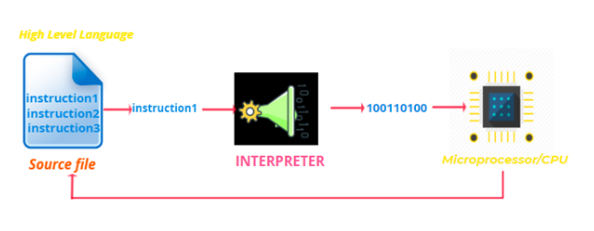 High Level Language
instruction1
instruction2
instruction3
Source file
instruction1
INTERPRETER
100110100
Microprocessor/CPU